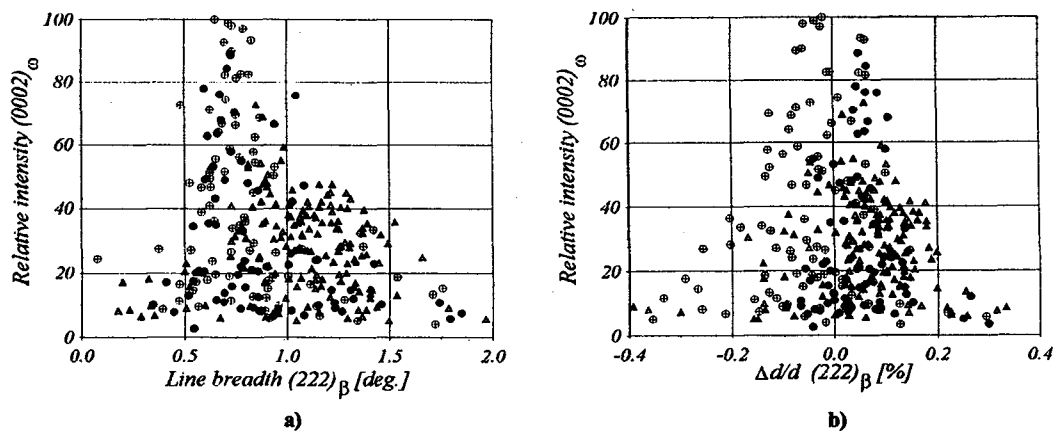 Relative intensity (0002)ω
100
80
60
40
20
0
0.0 0.5 1.0 1.5 2.0
Line breadth (222)β [deg.]
a)
Relative intensity (0002)ω
100
80
60
40
20
0
-0.4 -0.2 0.0 0.2 0.4
Δd/d (222)β [%]
b)